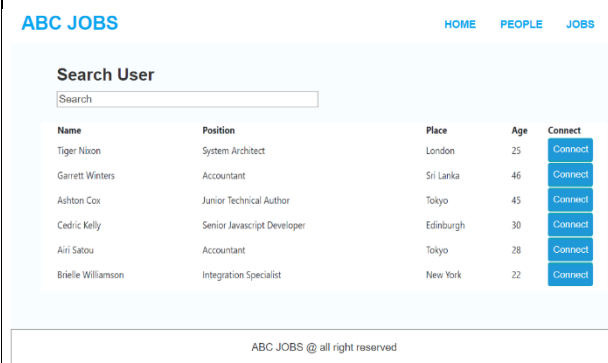 ABC JOBS HOME PEOPLE JOBS
Search User
Search
Name Position Place Age Connect
Tiger Nixon System Architect London 25 Connect
Garrett Winters Accountant Sri Lanka 46 Connect
Ashton Cox Junior Technical Author Tokyo 45 Connect
Cedric Kelly Senior Javascript Developer Edinburgh 30 Connect
Airi Satou Accountant Tokyo 28 Connect
Brielle Williamson Integration Specialist New York 22 Connect
ABC JOBS @ all right reserved